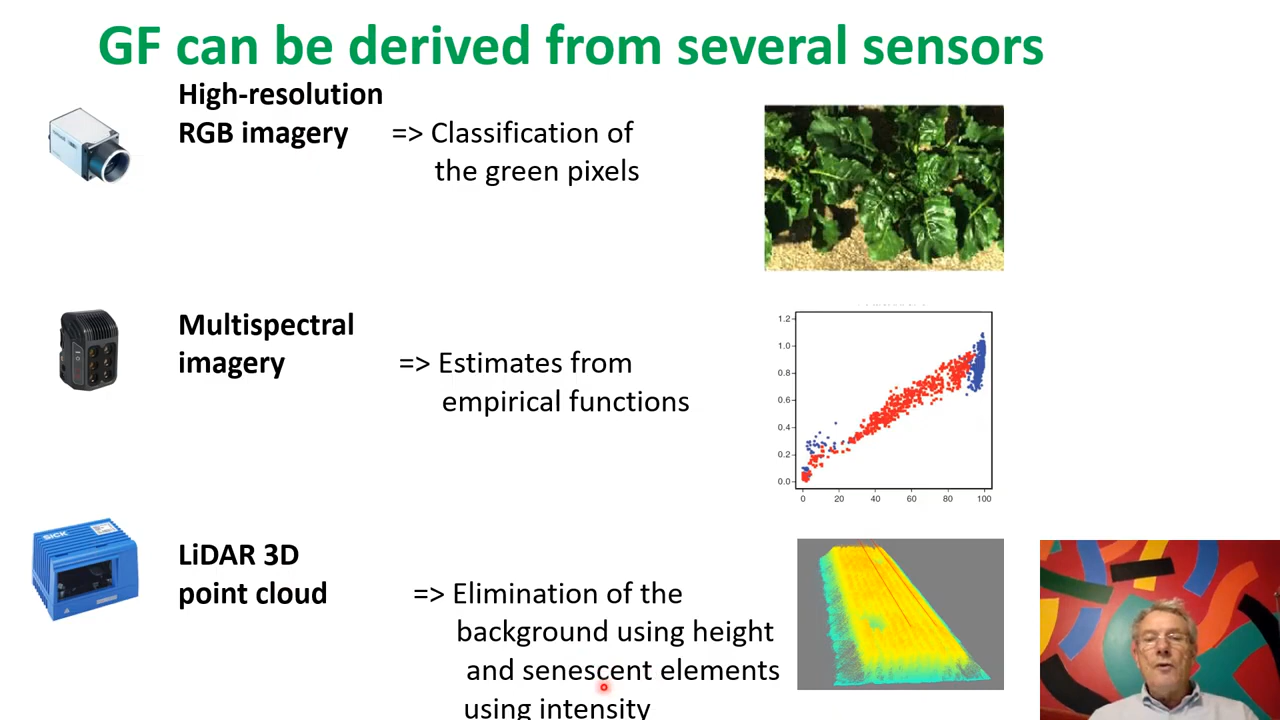 GF can be derived from several sensors
High-resolution
RGB imagery => Classification of
the green pixels
Multispectral
imagery => Estimates from
empirical functions
1.2
1.0
0.8
0.6
0.4
0.2
0.0
0 20 40 60 80 100
SICK
LiDAR 3D
point cloud => Elimination of the
background using height
and senescent elements
using intensity